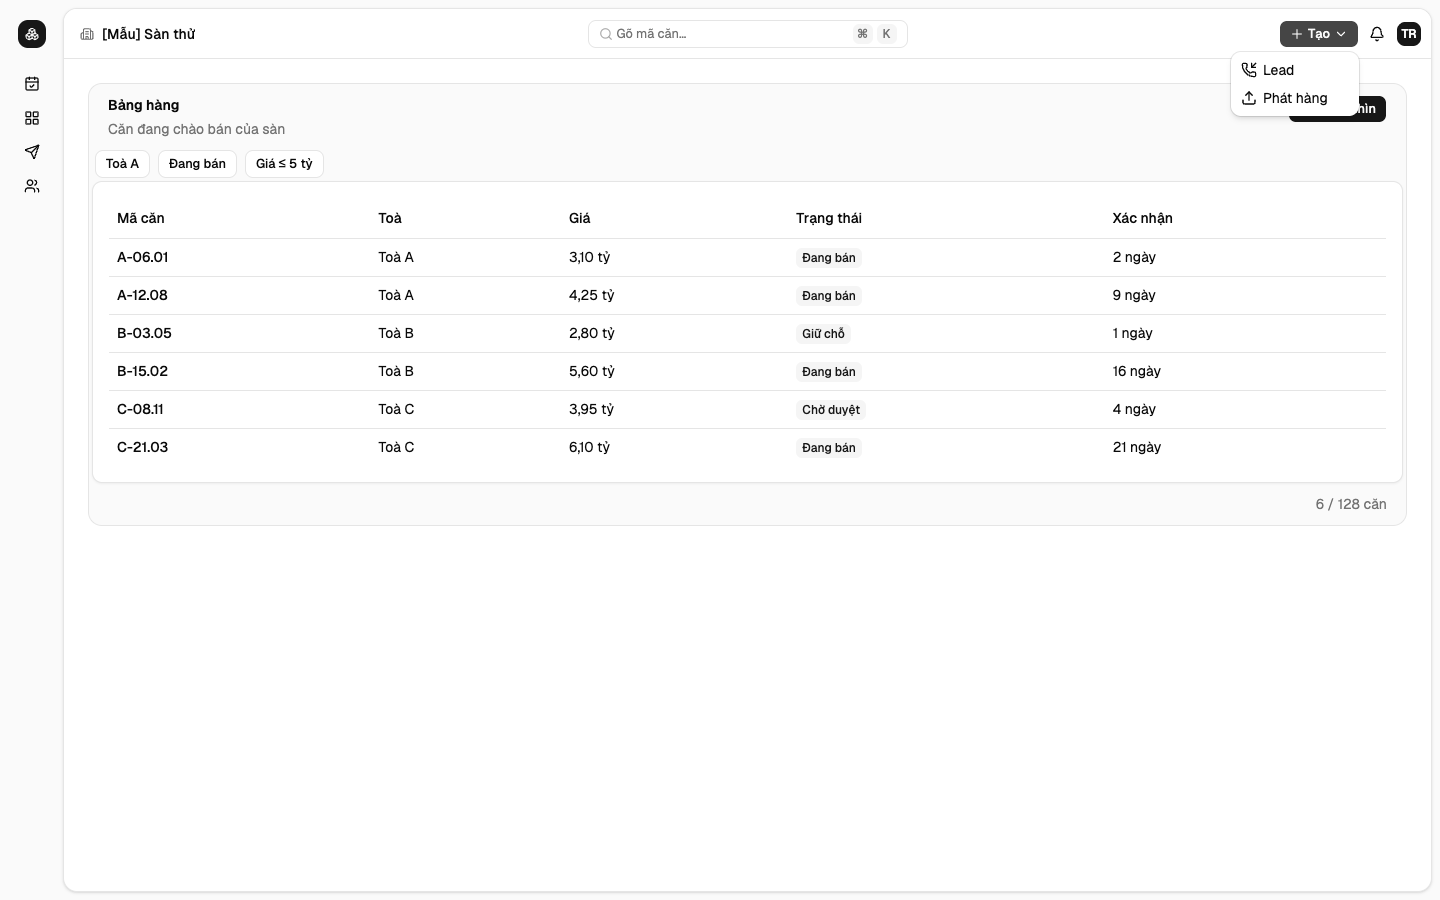 [Mẫu] Sàn thử
Gõ mã căn...
⌘ K
Tạo
TR
Lead
Phát hàng
Bảng hàng
Căn đang chào bán của sàn
Toà A
Đang bán
Giá ≤ 5 tỷ
Mã căn Toà Giá Trạng thái Xác nhận
A-06.01 Toà A 3,10 tỷ Đang bán 2 ngày
A-12.08 Toà A 4,25 tỷ Đang bán 9 ngày
B-03.05 Toà B 2,80 tỷ Giữ chỗ 1 ngày
B-15.02 Toà B 5,60 tỷ Đang bán 16 ngày
C-08.11 Toà C 3,95 tỷ Chờ duyệt 4 ngày
C-21.03 Toà C 6,10 tỷ Đang bán 21 ngày
6 / 128 căn